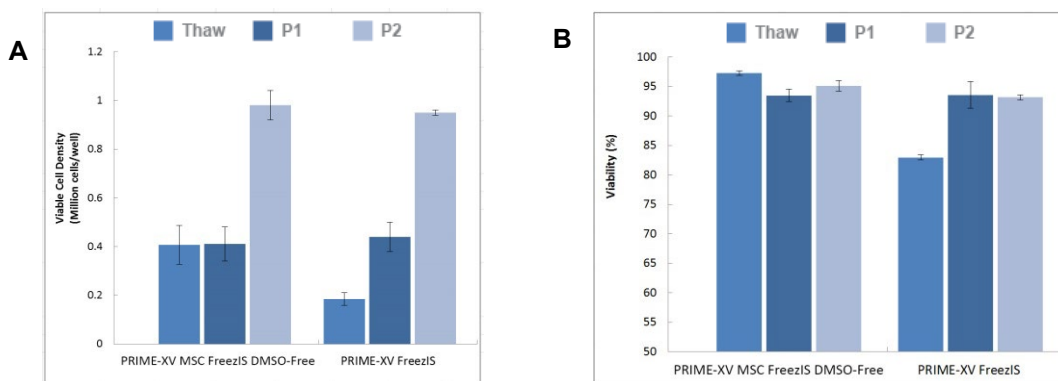 A
Thaw P1 P2
Viable Cell Density
(Million cells/well)
1.2
1
0.8
0.6
0.4
0.2
0
PRIME-XV MSC FreezIS DMSO-Free PRIME-XV FreezIS
B
Thaw P1 P2
Viability (%)
100
95
90
85
80
75
70
65
60
55
50
PRIME-XV MSC FreezIS DMSO-Free PRIME-XV FreezIS